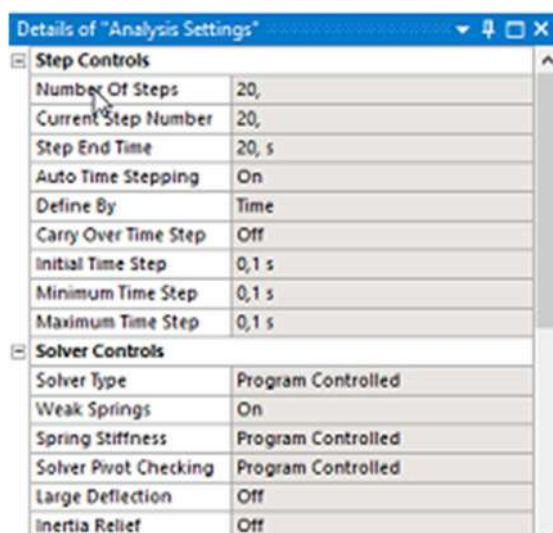 Details of "Analysis Settings"
Step Controls
Number Of Steps 20,
Current Step Number 20,
Step End Time 20, s
Auto Time Stepping On
Define By Time
Carry Over Time Step Off
Initial Time Step 0,1 s
Minimum Time Step 0,1 s
Maximum Time Step 0,1 s
Solver Controls
Solver Type Program Controlled
Weak Springs On
Spring Stiffness Program Controlled
Solver Pivot Checking Program Controlled
Large Deflection Off
Inertia Relief Off